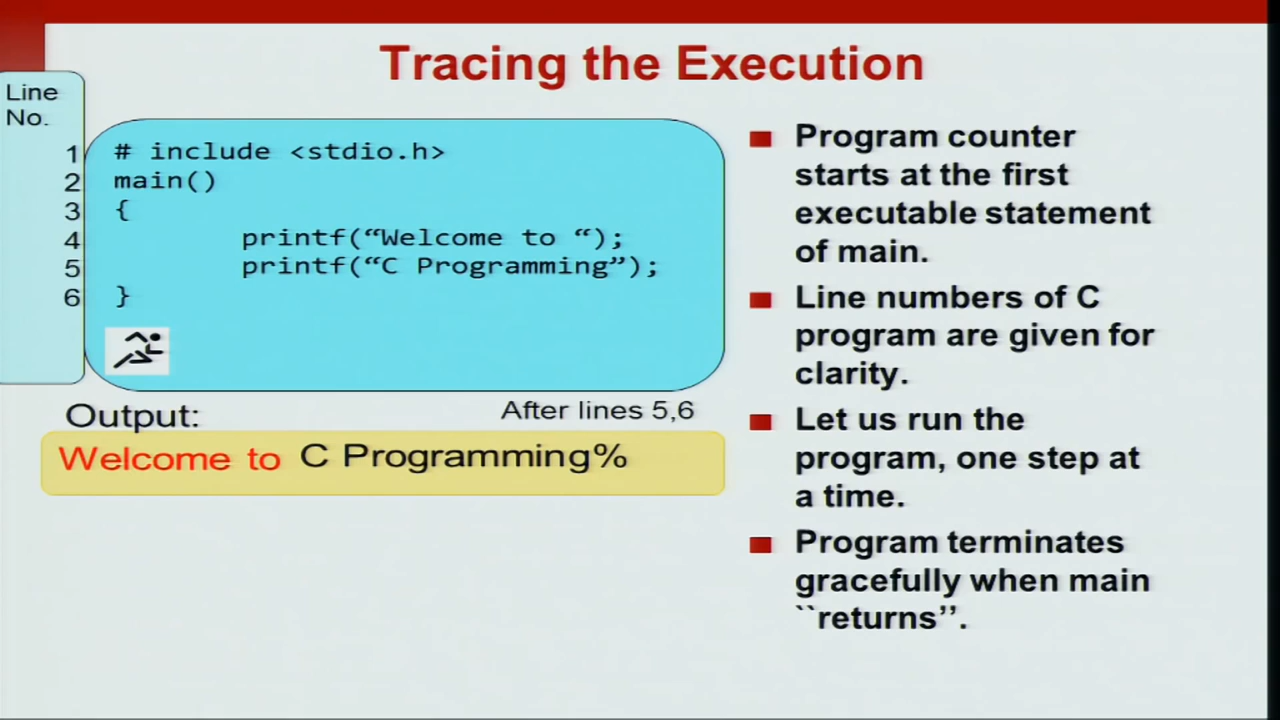 Tracing the Execution
Line
No.
1 # include <stdio.h>
2 main()
3 {
4 printf(“Welcome to “);
5 printf(“C Programming”);
6 }
Output:
After lines 5,6
Welcome to C Programming%
Program counter
starts at the first
executable statement
of main.
Line numbers of C
program are given for
clarity.
Let us run the
program, one step at
a time.
Program terminates
gracefully when main
``returns’’.